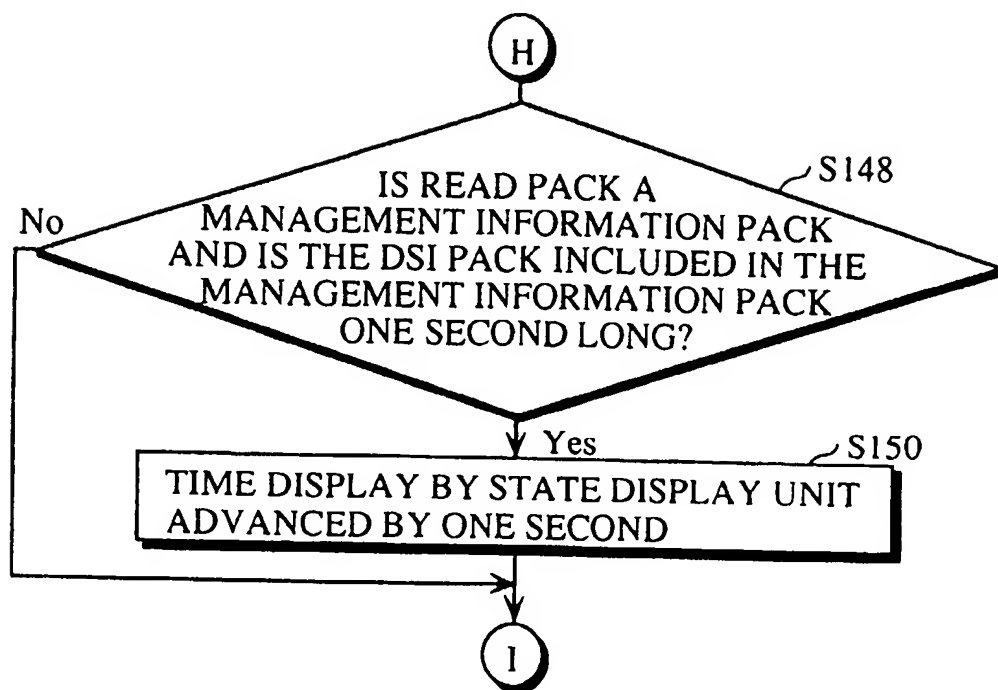 H
S148
IS READ PACK A
MANAGEMENT INFORMATION PACK
AND IS THE DSI PACK INCLUDED IN THE
MANAGEMENT INFORMATION PACK
ONE SECOND LONG?
No
Yes
S150
TIME DISPLAY BY STATE DISPLAY UNIT
ADVANCED BY ONE SECOND
I